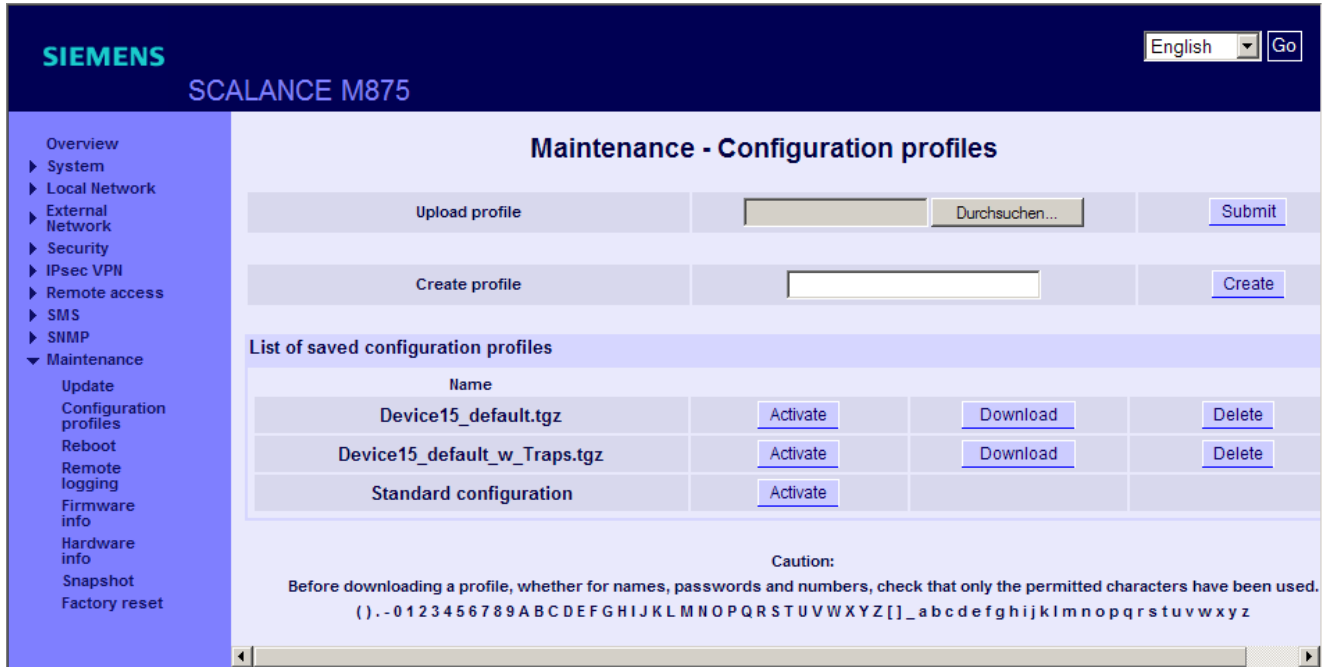 SIEMENS
SCALANCE M875
English
Go
Overview
System
Local Network
External
Network
Security
IPsec VPN
Remote access
SMS
SNMP
Maintenance
Update
Configuration
profiles
Reboot
Remote
logging
Firmware
info
Hardware
info
Snapshot
Factory reset
Maintenance - Configuration profiles
Upload profile Durchsuchen... Submit
Create profile Create
List of saved configuration profiles
Name
Device15_default.tgz Activate Download Delete
Device15_default_w_Traps.tgz Activate Download Delete
Standard configuration Activate
Caution:
Before downloading a profile, whether for names, passwords and numbers, check that only the permitted characters have been used.
( ) . - 0 1 2 3 4 5 6 7 8 9 A B C D E F G H I J K L M N O P Q R S T U V W X Y Z [ ] _ a b c d e f g h i j k l m n o p q r s t u v w x y z